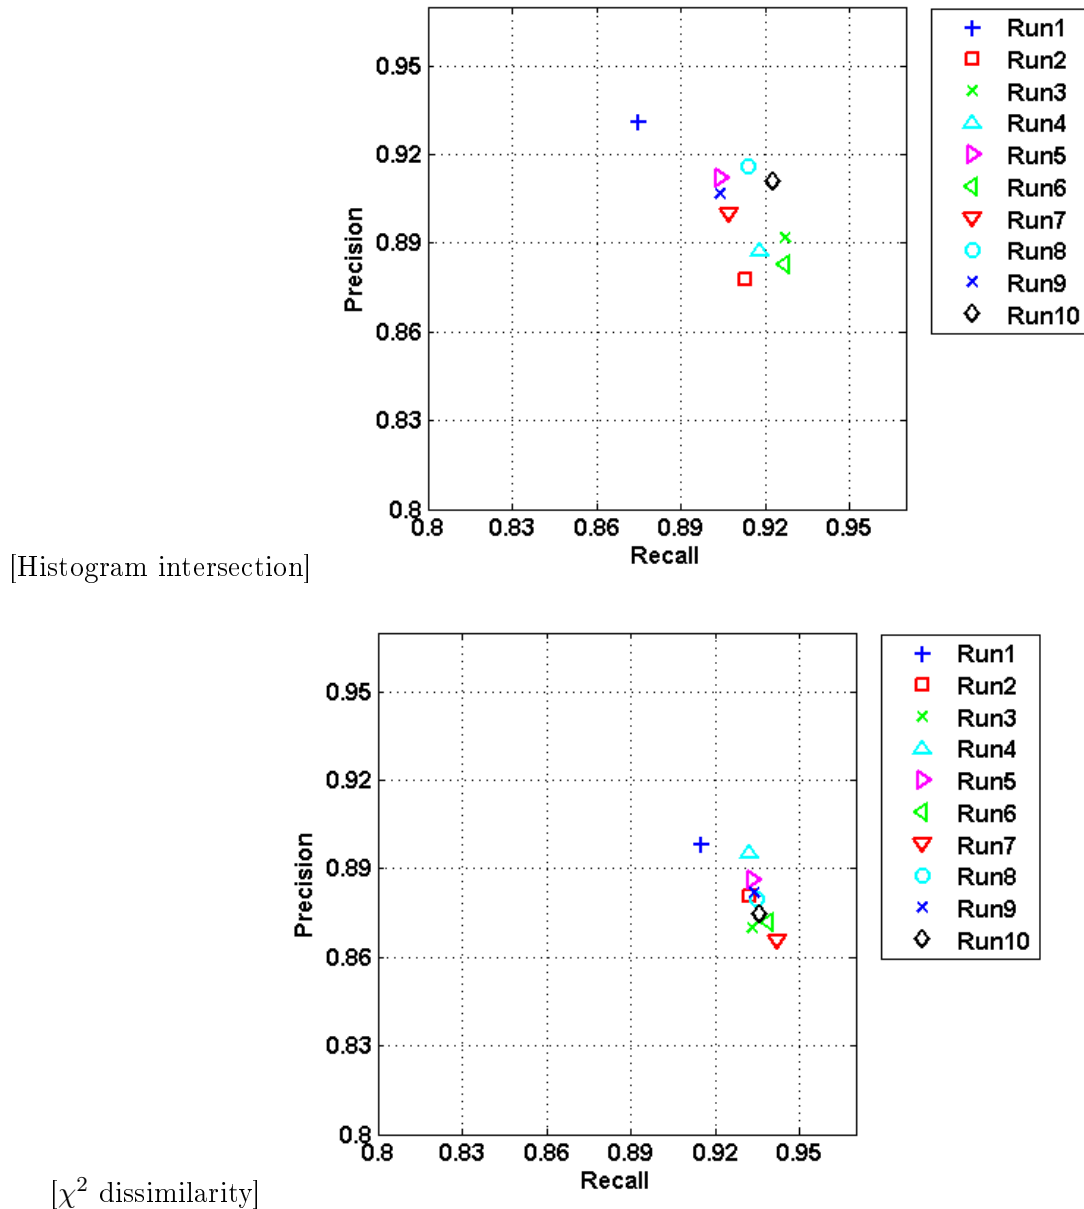 0.95
0.92
0.89
0.86
0.83
0.8
Precision
0.8 0.83 0.86 0.89 0.92 0.95
Recall
Run1
Run2
Run3
Run4
Run5
Run6
Run7
Run8
Run9
Run10
[Histogram intersection]
0.95
0.92
0.89
0.86
0.83
0.8
Precision
0.8 0.83 0.86 0.89 0.92 0.95
Recall
Run1
Run2
Run3
Run4
Run5
Run6
Run7
Run8
Run9
Run10
[χ² dissimilarity]